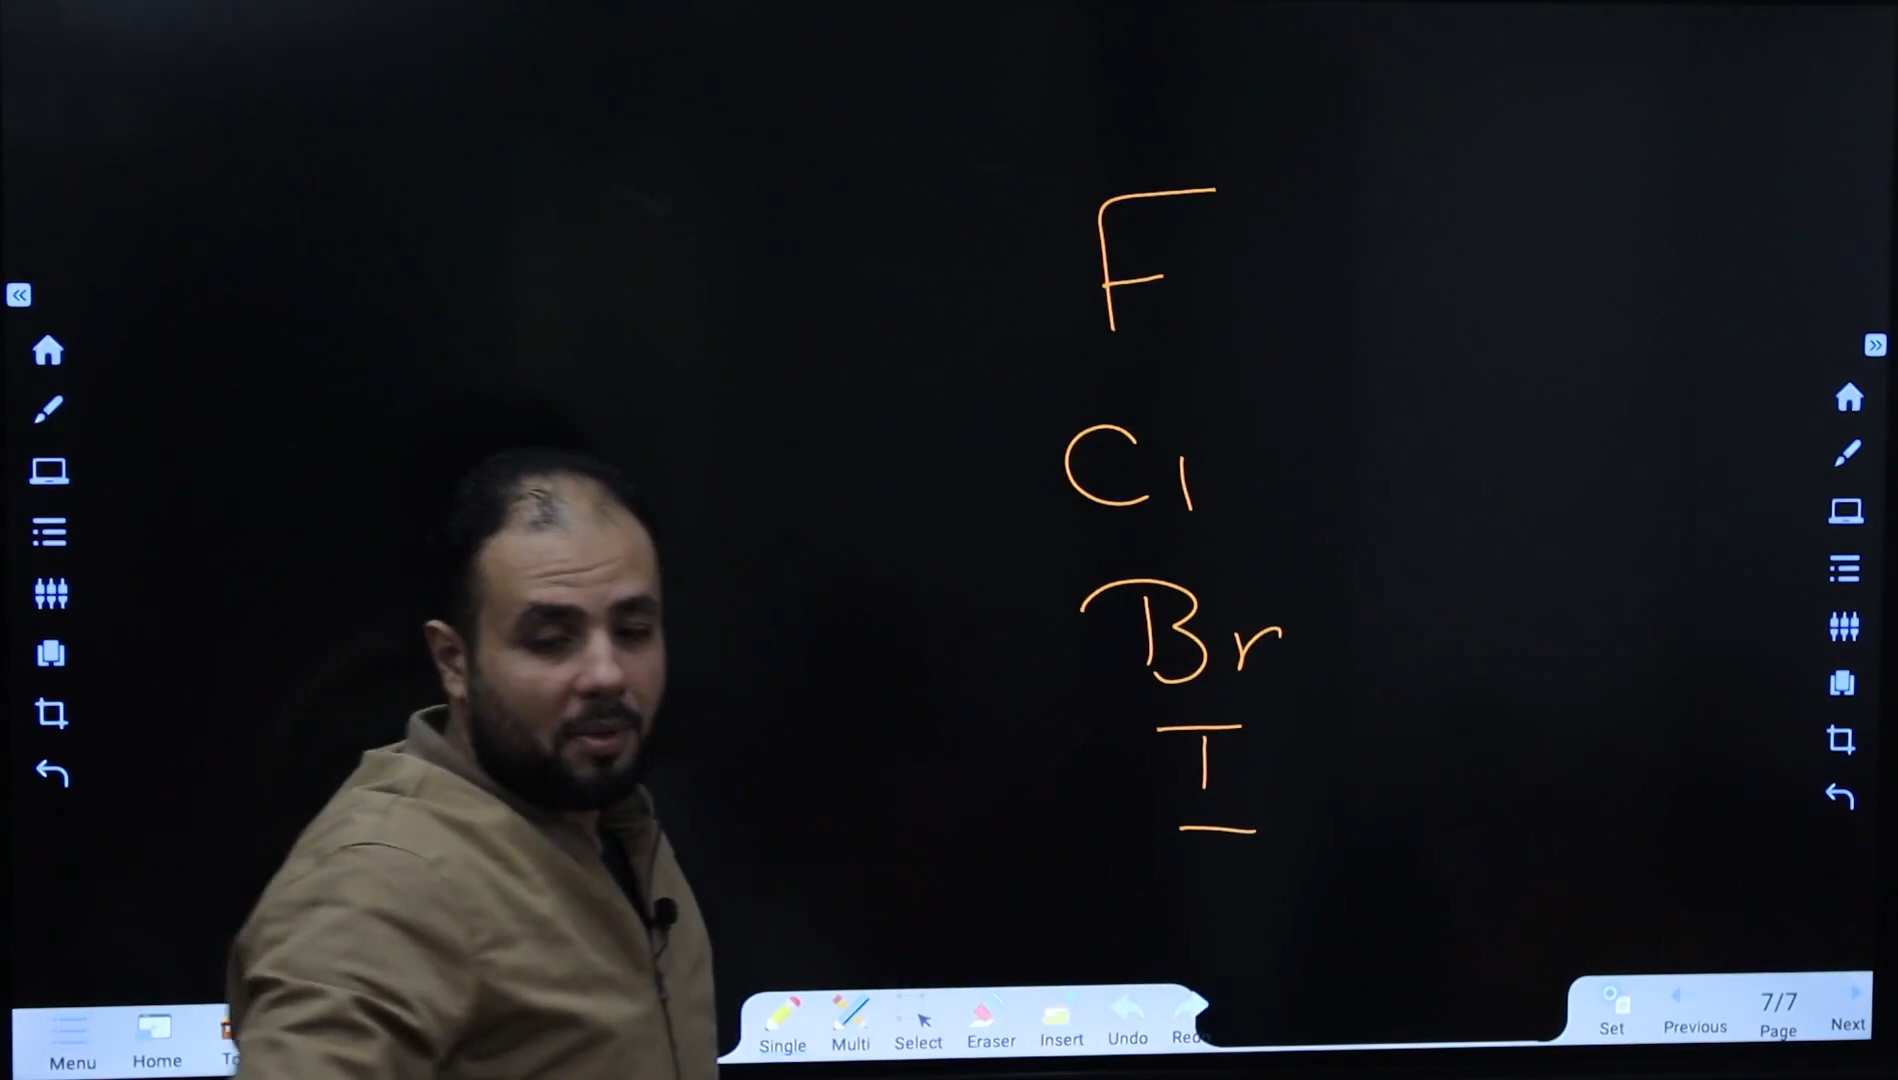 F
Cl
Br
I
Menu
Home
Single
Multi
Select
Eraser
Insert
Undo
Set
Previous
7/7
Page
Next